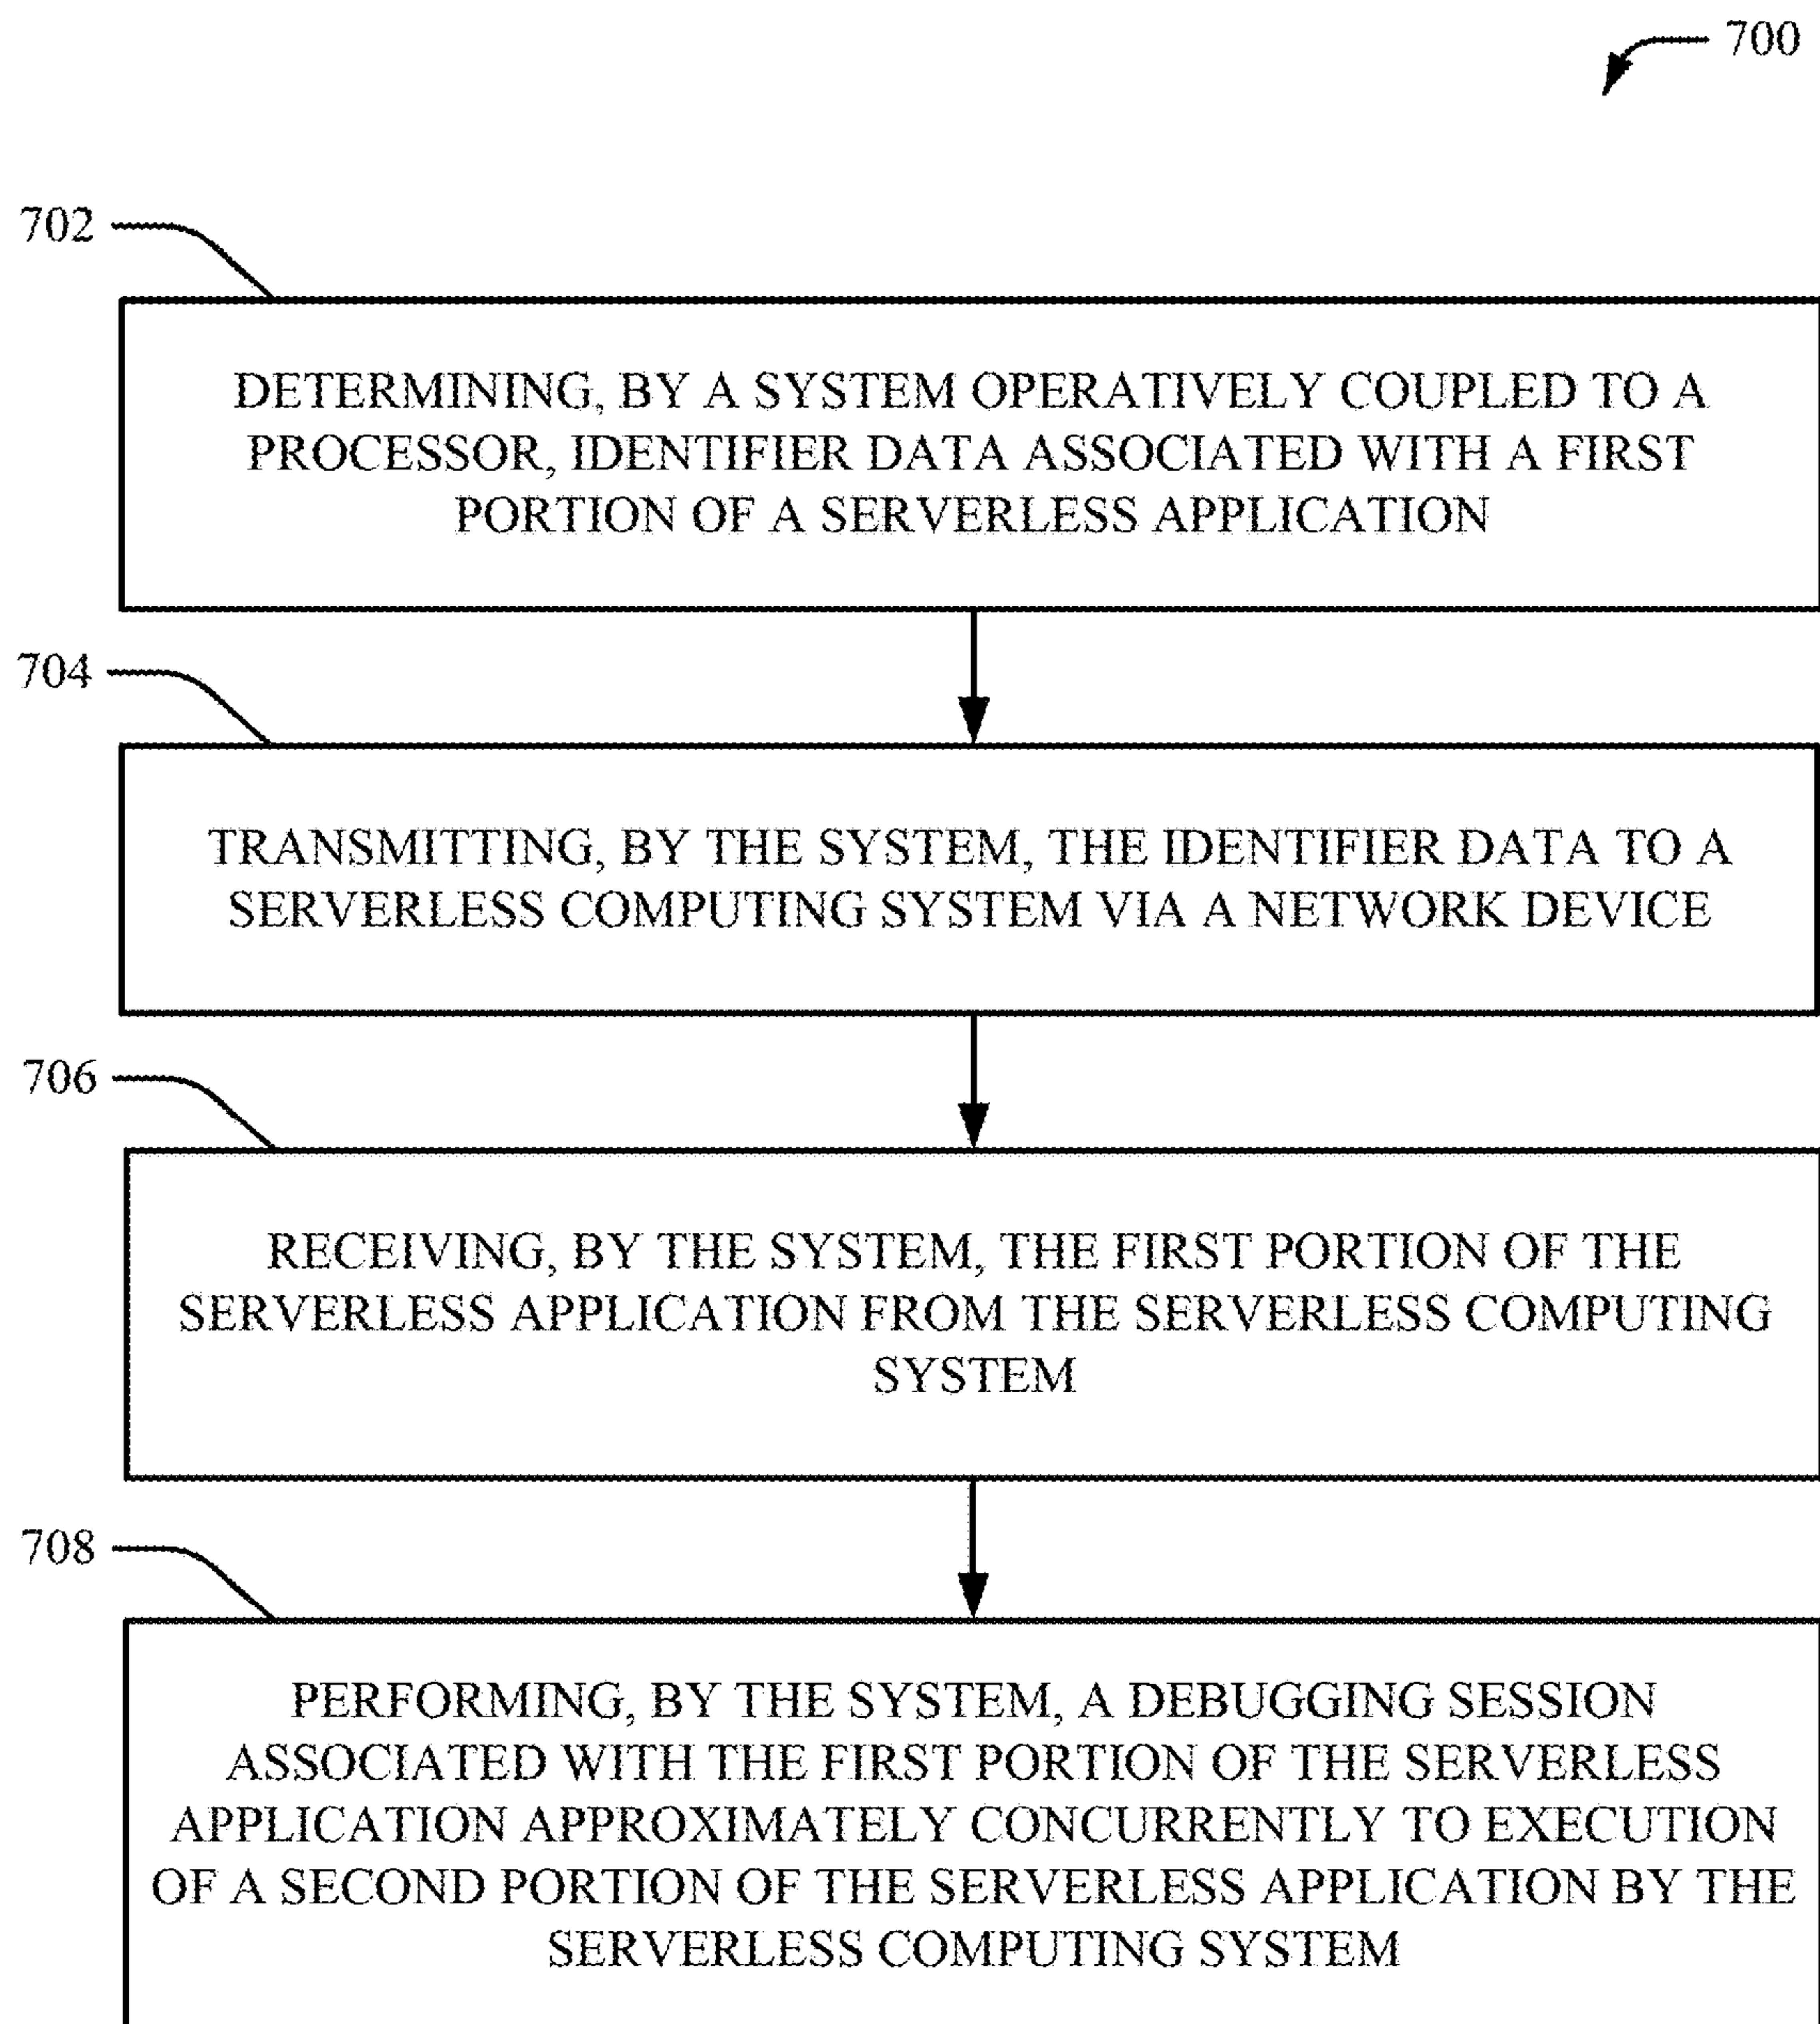 700
702
DETERMINING, BY A SYSTEM OPERATIVELY COUPLED TO A
PROCESSOR, IDENTIFIER DATA ASSOCIATED WITH A FIRST
PORTION OF A SERVERLESS APPLICATION
704
TRANSMITTING, BY THE SYSTEM, THE IDENTIFIER DATA TO A
SERVERLESS COMPUTING SYSTEM VIA A NETWORK DEVICE
706
RECEIVING, BY THE SYSTEM, THE FIRST PORTION OF THE
SERVERLESS APPLICATION FROM THE SERVERLESS COMPUTING
SYSTEM
708
PERFORMING, BY THE SYSTEM, A DEBUGGING SESSION
ASSOCIATED WITH THE FIRST PORTION OF THE SERVERLESS
APPLICATION APPROXIMATELY CONCURRENTLY TO EXECUTION
OF A SECOND PORTION OF THE SERVERLESS APPLICATION BY THE
SERVERLESS COMPUTING SYSTEM